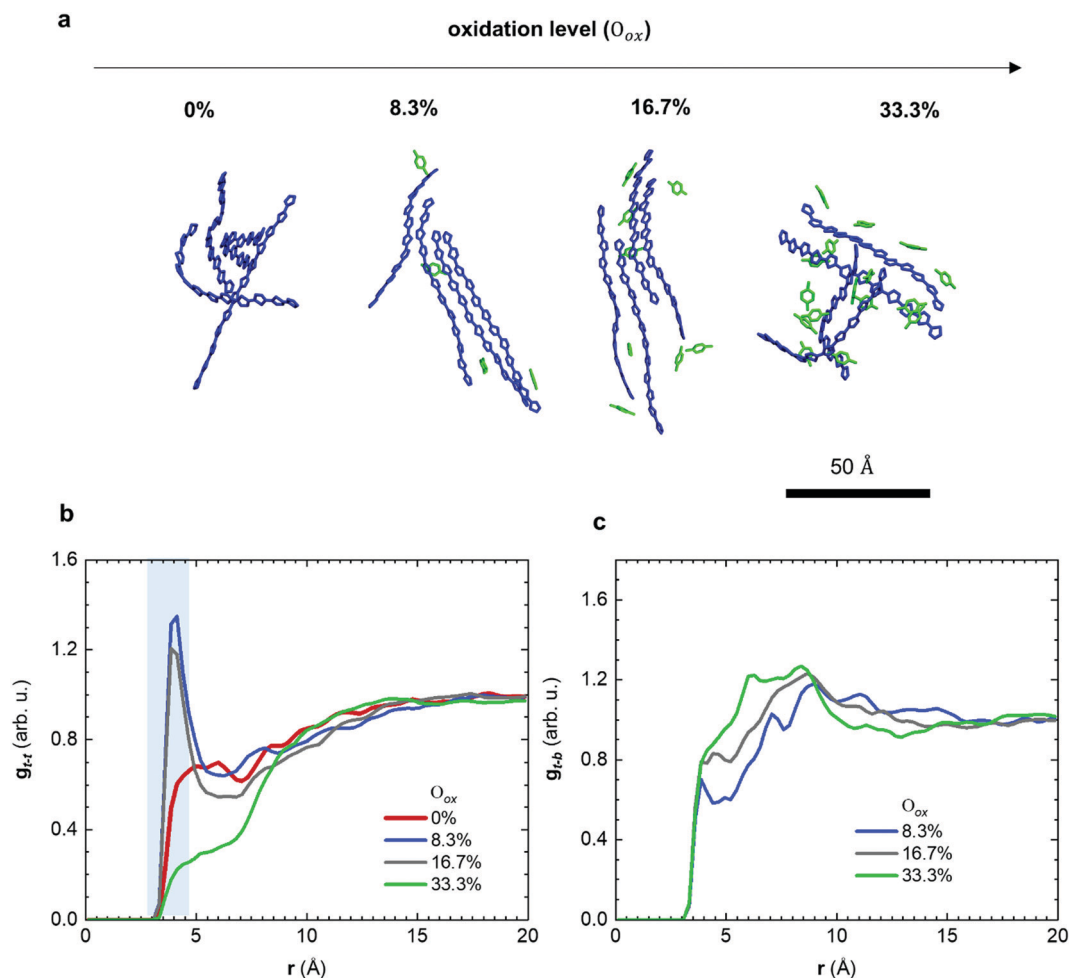 a
oxidation level (O_ox)
0%
8.3%
16.7%
33.3%
50 Å
b
1.6
1.2
0.8
0.4
0.0
g_t-t (arb. u.)
O_ox
0%
8.3%
16.7%
33.3%
0
5
10
15
20
r (Å)
c
1.6
1.2
0.8
0.4
0.0
g_t-b (arb. u.)
O_ox
8.3%
16.7%
33.3%
0
5
10
15
20
r (Å)